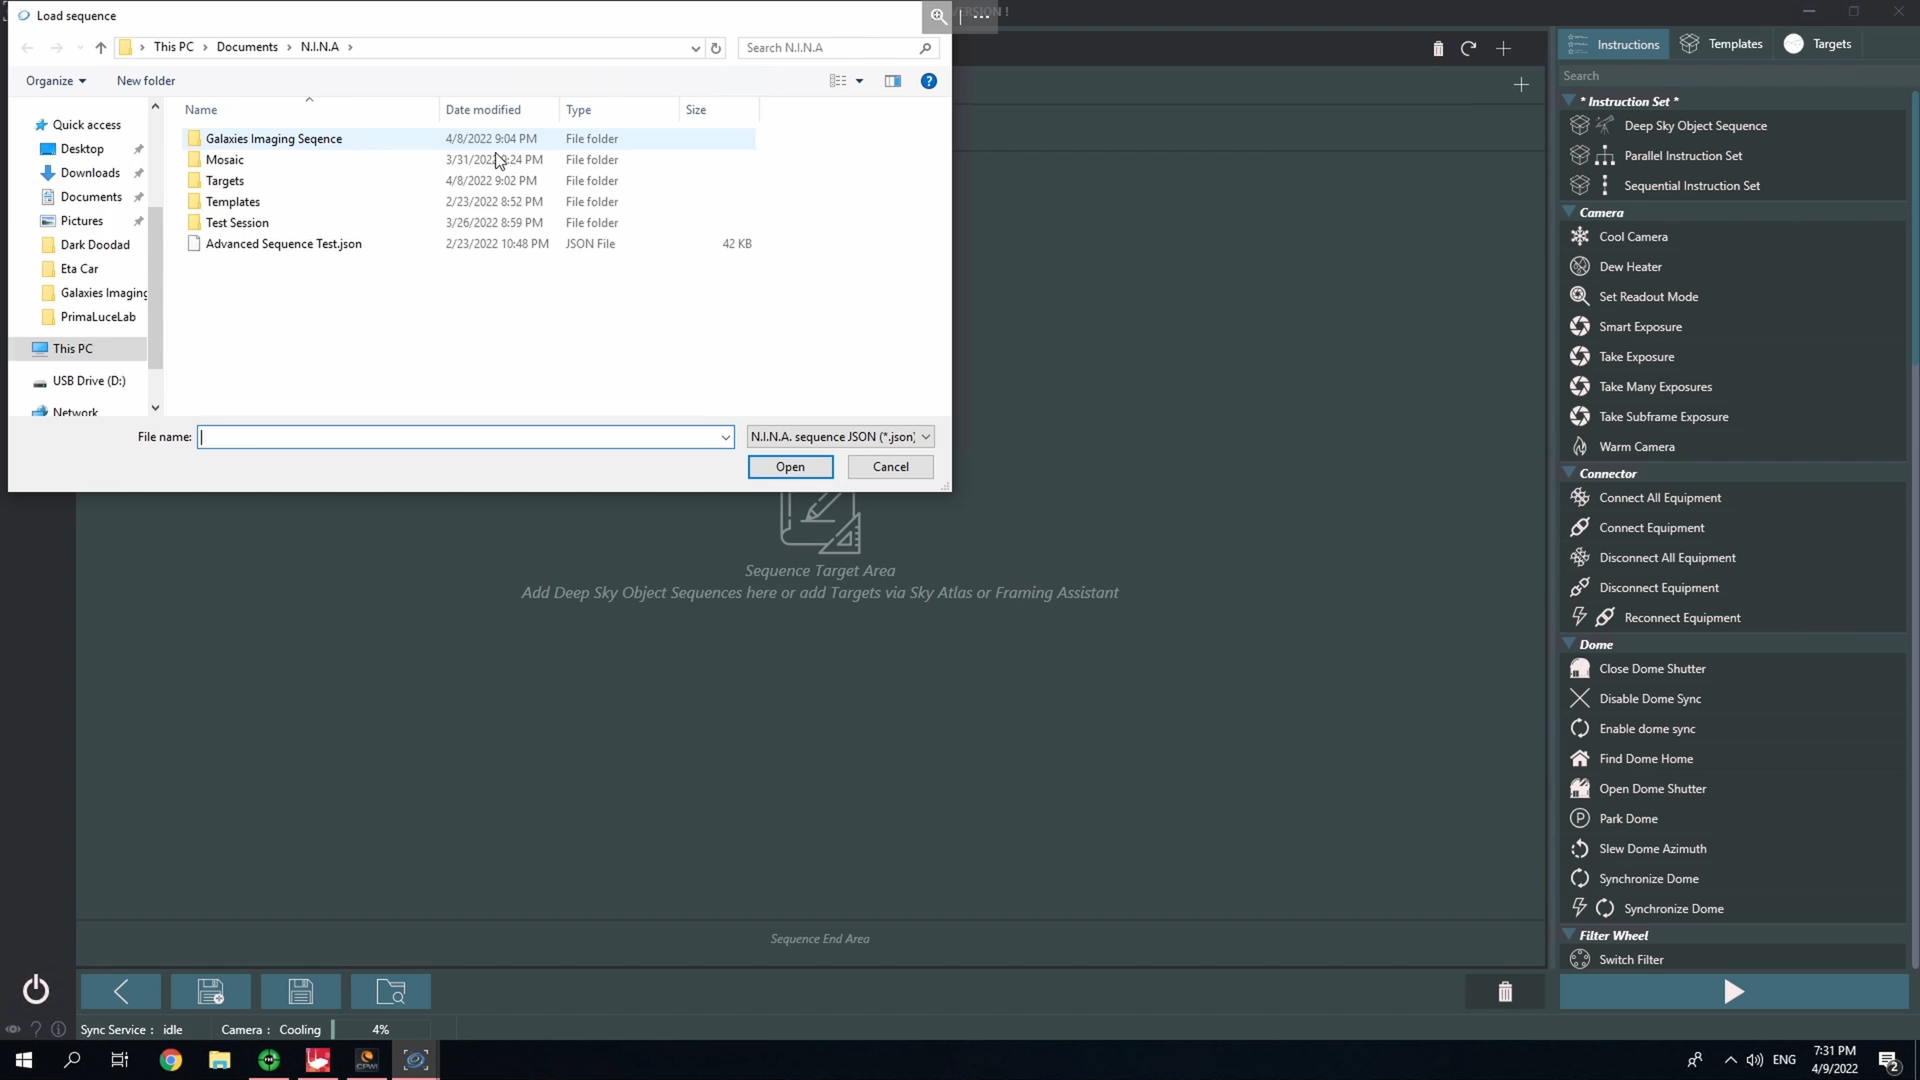 Load sequence
VERSION !
This PC > Documents > N.I.N.A >
Search N.I.N.A
Organize
New folder
Name
Date modified
Type
Size
Quick access
Desktop
Downloads
Documents
Pictures
Dark Doodad
Eta Car
Galaxies Imaging
PrimaLuceLab
This PC
USB Drive (D:)
Network
Galaxies Imaging Seqence 4/8/2022 9:04 PM File folder
Mosaic 3/31/2022 :24 PM File folder
Targets 4/8/2022 9:02 PM File folder
Templates 2/23/2022 8:52 PM File folder
Test Session 3/26/2022 8:59 PM File folder
Advanced Sequence Test.json 2/23/2022 10:48 PM JSON File 42 KB
File name:
N.I.N.A. sequence JSON (*.json)
Open
Cancel
Sequence Target Area
Add Deep Sky Object Sequences here or add Targets via Sky Atlas or Framing Assistant
Sequence End Area
Instructions
Templates
Targets
Search
* Instruction Set *
Deep Sky Object Sequence
Parallel Instruction Set
Sequential Instruction Set
Camera
Cool Camera
Dew Heater
Set Readout Mode
Smart Exposure
Take Exposure
Take Many Exposures
Take Subframe Exposure
Warm Camera
Connector
Connect All Equipment
Connect Equipment
Disconnect All Equipment
Disconnect Equipment
Reconnect Equipment
Dome
Close Dome Shutter
Disable Dome Sync
Enable dome sync
Find Dome Home
Open Dome Shutter
Park Dome
Slew Dome Azimuth
Synchronize Dome
Synchronize Dome
Filter Wheel
Switch Filter
Sync Service : idle
Camera : Cooling
4%
CPWI
ENG
7:31 PM
4/9/2022
2